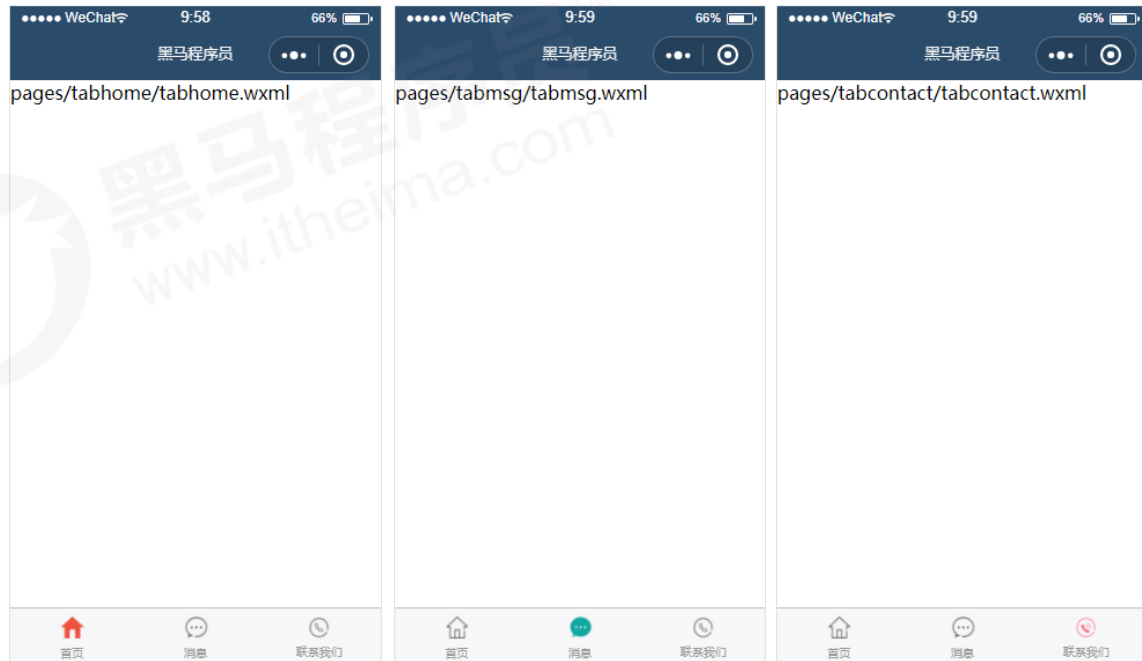 ●●●●● WeChat 9:58 66%
黑马程序员
pages/tabhome/tabhome.wxml
首页 消息 联系我们
●●●●● WeChat 9:59 66%
黑马程序员
pages/tabmsg/tabmsg.wxml
首页 消息 联系我们
●●●●● WeChat 9:59 66%
黑马程序员
pages/tabcontact/tabcontact.wxml
首页 消息 联系我们
黑马程序员
www.itheima.com